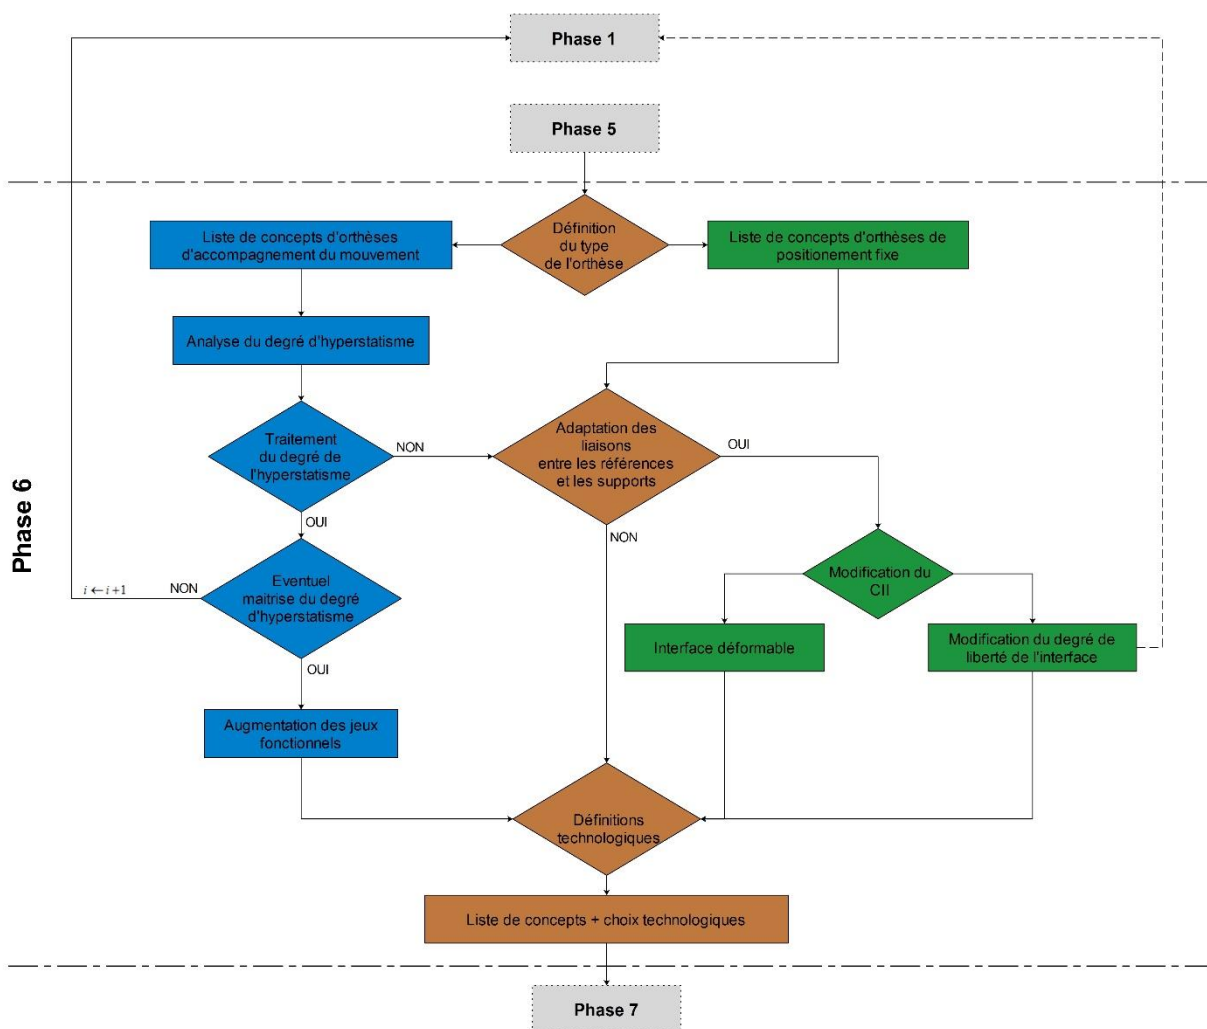 Phase 1
Phase 5
Définition
du type
de l'orthèse
Liste de concepts d'orthèses
d'accompagnement du mouvement
Liste de concepts d'orthèses de
positionement fixe
Analyse du degré d'hyperstatisme
Traitement
du degré de
l'hyperstatisme
NON
Adaptation des
liaisons
entre les références
et les supports
OUI
Phase 6
OUI
NON
Eventuel
maitrise du degré
d'hyperstatisme
NON
i ← i+1
Modification du
CII
Interface déformable
Modification du degré de
liberté de l'interface
OUI
Augmentation des jeux
fonctionnels
Définitions
technologiques
Liste de concepts + choix technologiques
Phase 7